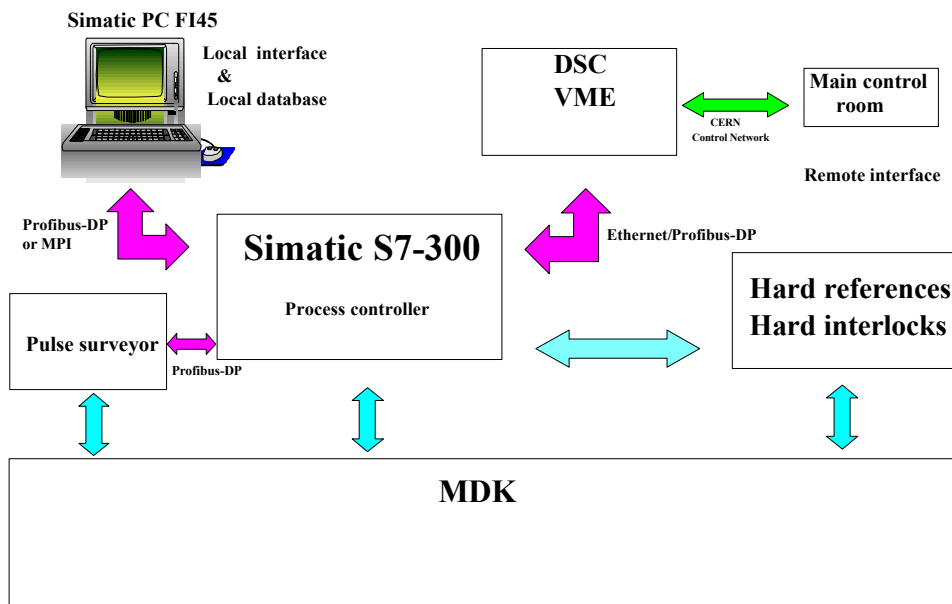 Simatic PC FI45
Local interface
&
Local database
DSC
VME
Main control
room
CERN
Control Network
Remote interface
Profibus-DP
or MPI
Simatic S7-300
Process controller
Ethernet/Profibus-DP
Hard references
Hard interlocks
Pulse surveyor
Profibus-DP
MDK